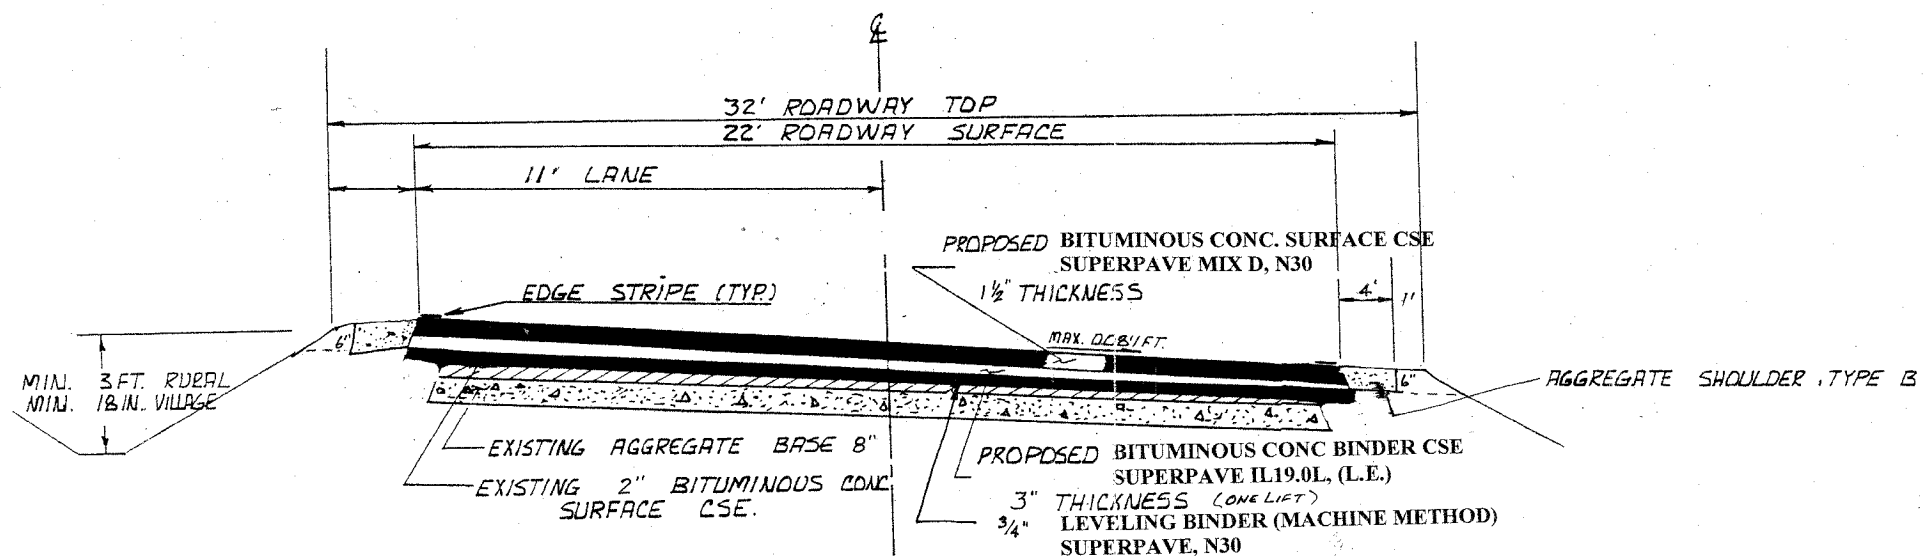 ℄
32' ROADWAY TOP
22' ROADWAY SURFACE
11' LANE
PROPOSED BITUMINOUS CONC. SURFACE CSE
SUPERPAVE MIX D, N30
1½" THICKNESS
EDGE STRIPE (TYP.)
4'
1'
MAX. 0.08'/FT.
6"
6"
MIN. 3 FT. RURAL
MIN. 18 IN. VILLAGE
AGGREGATE SHOULDER, TYPE B
EXISTING AGGREGATE BASE 8"
EXISTING 2" BITUMINOUS CONC
SURFACE CSE.
PROPOSED BITUMINOUS CONC BINDER CSE
SUPERPAVE IL19.0L, (L.E.)
3" THICKNESS (ONE LIFT)
3/4" LEVELING BINDER (MACHINE METHOD)
SUPERPAVE, N30